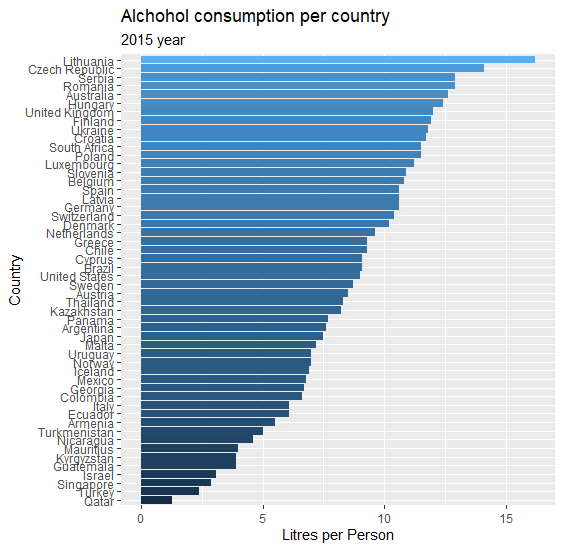 Alchohol consumption per country
2015 year
Lithuania
Czech Republic
Serbia
Romania
Australia
Hungary
United Kingdom
Finland
Ukraine
Croatia
South Africa
Poland
Luxembourg
Slovenia
Belgium
Spain
Latvia
Germany
Switzerland
Denmark
Netherlands
Greece
Chile
Cyprus
Brazil
United States
Sweden
Austria
Thailand
Kazakhstan
Panama
Argentina
Japan
Malta
Uruguay
Norway
Iceland
Mexico
Georgia
Colombia
Italy
Ecuador
Armenia
Turkmenistan
Nicaragua
Mauritius
Kyrgyzstan
Guatemala
Israel
Singapore
Turkey
Qatar
Country
0 5 10 15
Litres per Person